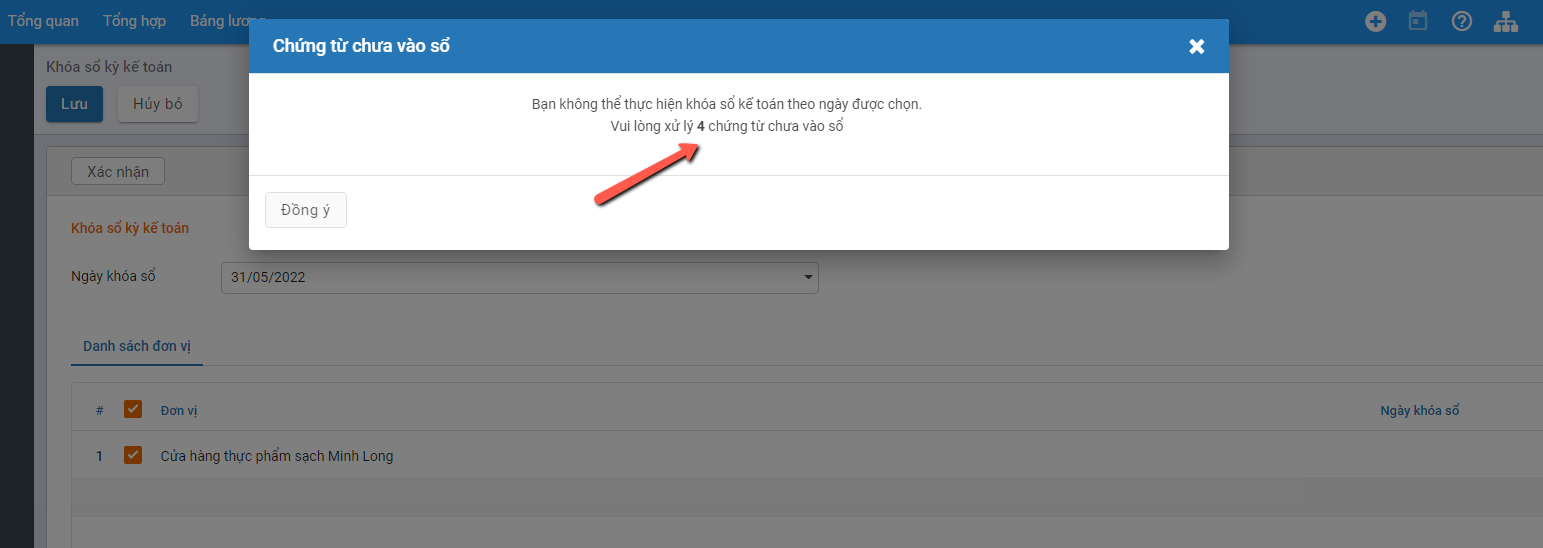 Tổng quan Tổng hợp Bảng lương
Chứng từ chưa vào sổ
Khóa sổ kỳ kế toán
Lưu Hủy bỏ
Bạn không thể thực hiện khóa sổ kế toán theo ngày được chọn.
Vui lòng xử lý 4 chứng từ chưa vào sổ
Xác nhận
Đồng ý
Khóa sổ kỳ kế toán
Ngày khóa sổ 31/05/2022
Danh sách đơn vị
# Đơn vị Ngày khóa sổ
1 Cửa hàng thực phẩm sạch Minh Long